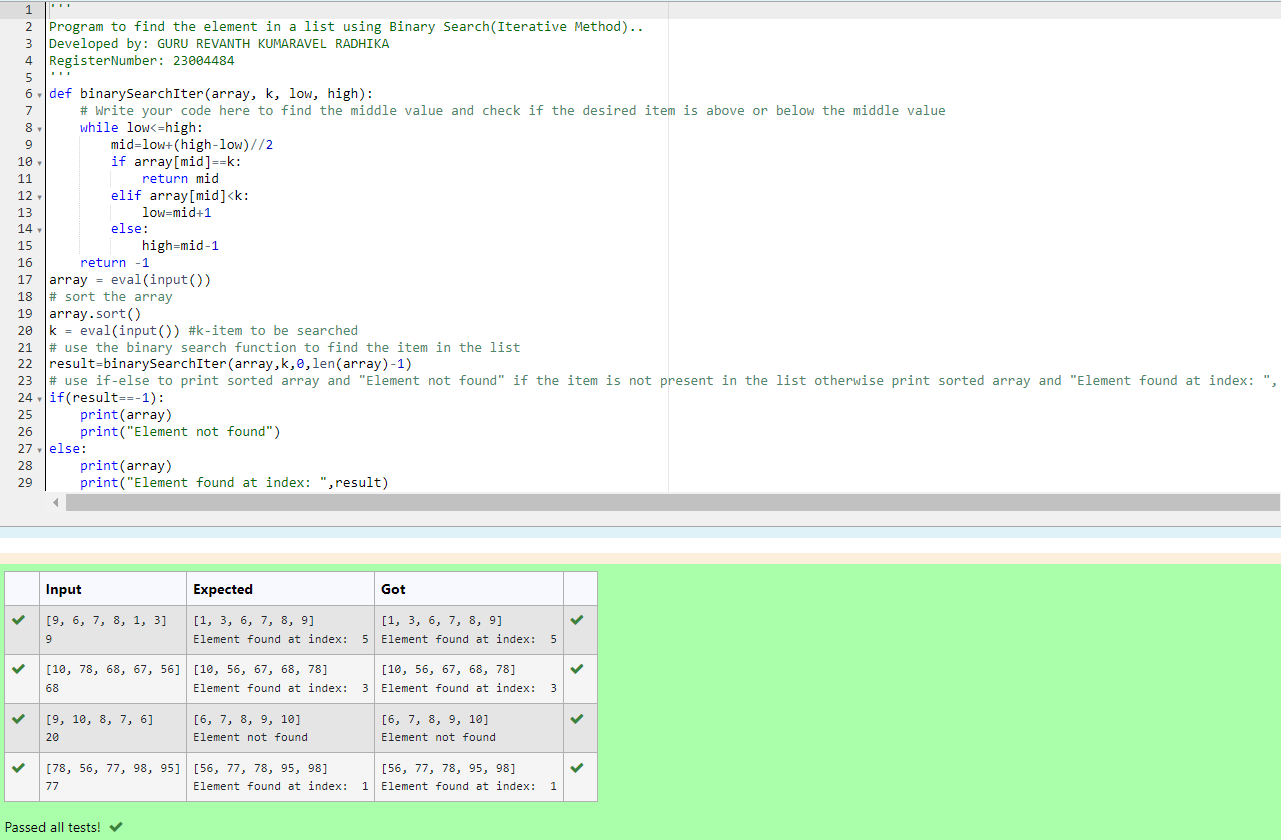 1 '''
2 Program to find the element in a list using Binary Search(Iterative Method)..
3 Developed by: GURU REVANTH KUMARAVEL RADHIKA
4 RegisterNumber: 23004484
5 '''
6 def binarySearchIter(array, k, low, high):
7     # Write your code here to find the middle value and check if the desired item is above or below the middle value
8     while low<=high:
9         mid=low+(high-low)//2
10         if array[mid]==k:
11             return mid
12         elif array[mid]<k:
13             low=mid+1
14         else:
15             high=mid-1
16     return -1
17 array = eval(input())
18 # sort the array
19 array.sort()
20 k = eval(input()) #k-item to be searched
21 # use the binary search function to find the item in the list
22 result=binarySearchIter(array,k,0,len(array)-1)
23 # use if-else to print sorted array and "Element not found" if the item is not present in the list otherwise print sorted array and "Element found at index: ",
24 if(result==-1):
25     print(array)
26     print("Element not found")
27 else:
28     print(array)
29     print("Element found at index: ",result)
Input Expected Got
[9, 6, 7, 8, 1, 3] [1, 3, 6, 7, 8, 9] [1, 3, 6, 7, 8, 9]
9 Element found at index:  5 Element found at index:  5
[10, 78, 68, 67, 56] [10, 56, 67, 68, 78] [10, 56, 67, 68, 78]
68 Element found at index:  3 Element found at index:  3
[9, 10, 8, 7, 6] [6, 7, 8, 9, 10] [6, 7, 8, 9, 10]
20 Element not found Element not found
[78, 56, 77, 98, 95] [56, 77, 78, 95, 98] [56, 77, 78, 95, 98]
77 Element found at index:  1 Element found at index:  1
Passed all tests!